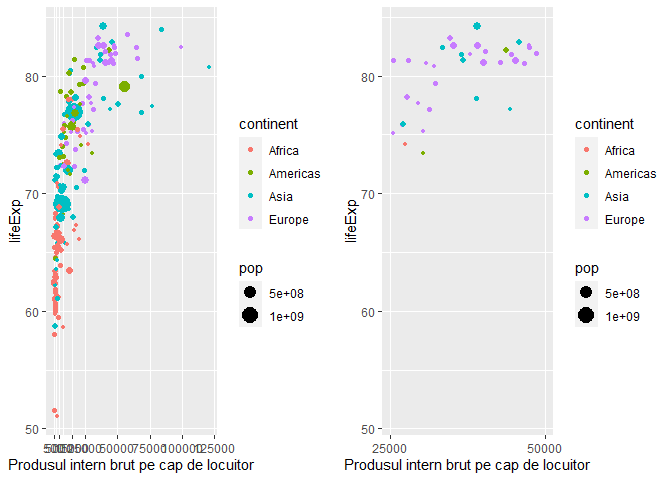 80
70
60
50
lifeExp
75000
125000
Produsul intern brut pe cap de locuitor
continent
Africa
Americas
Asia
Europe
pop
5e+08
1e+09
80
70
60
50
lifeExp
25000
50000
Produsul intern brut pe cap de locuitor
continent
Africa
Americas
Asia
Europe
pop
5e+08
1e+09